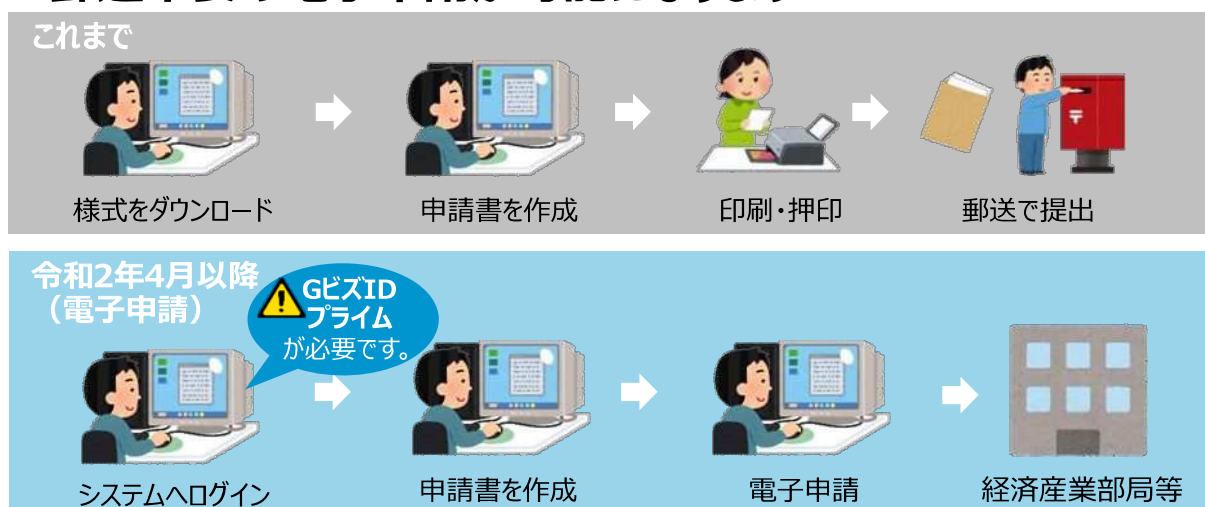 これまで
様式をダウンロード
申請書を作成
印刷・押印
郵送で提出
令和2年4月以降
（電子申請）
GビズID
プライム
が必要です。
システムへログイン
申請書を作成
電子申請
経済産業部局等